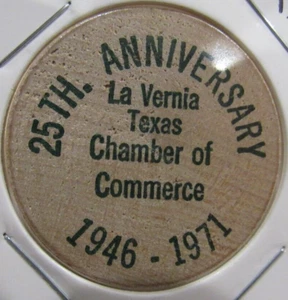 25TH. ANNIVERSARY
La Vernia
Texas
Chamber of
Commerce
1946 - 1971